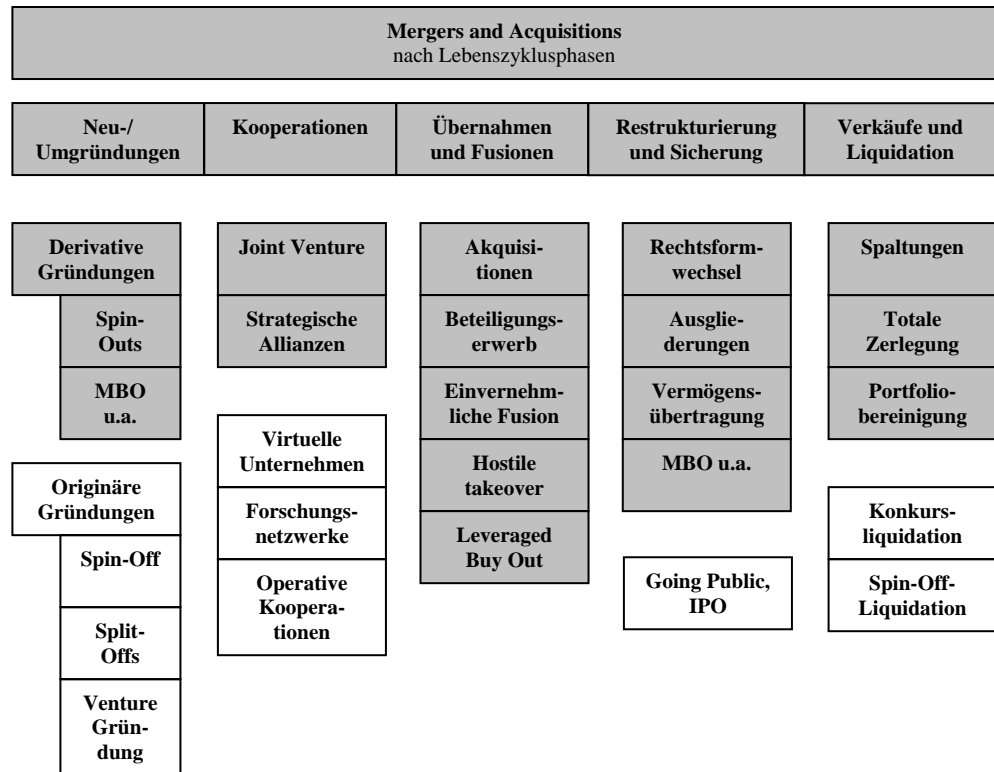 Mergers and Acquisitions
nach Lebenszyklusphasen
Neu-/
Umgründungen
Kooperationen
Übernahmen
und Fusionen
Restrukturierung
und Sicherung
Verkäufe und
Liquidation
Derivative
Gründungen
Spin-
Outs
MBO
u.a.
Originäre
Gründungen
Spin-Off
Split-
Offs
Venture
Grün-
dung
Joint Venture
Strategische
Allianzen
Virtuelle
Unternehmen
Forschungs-
netzwerke
Operative
Koopera-
tionen
Akquisi-
tionen
Beteiligungs-
erwerb
Einvernehm-
liche Fusion
Hostile
takeover
Leveraged
Buy Out
Rechtsform-
wechsel
Ausglie-
derungen
Vermögens-
übertragung
MBO u.a.
Going Public,
IPO
Spaltungen
Totale
Zerlegung
Portfolio-
bereinigung
Konkurs-
liquidation
Spin-Off-
Liquidation